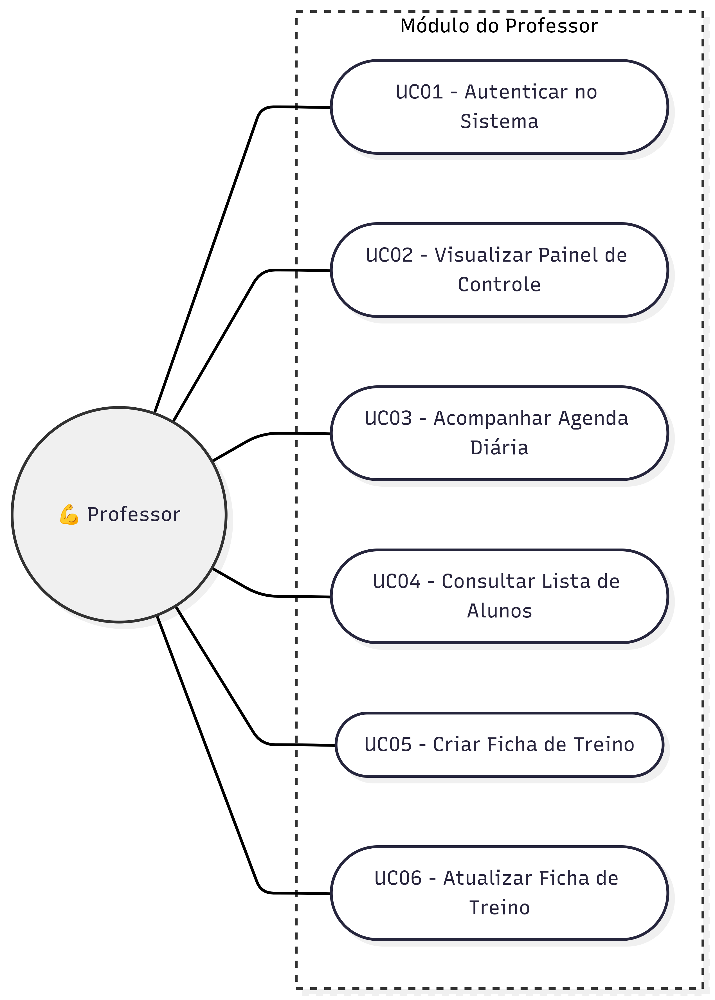 Módulo do Professor
UC01 - Autenticar no
Sistema
UC02 - Visualizar Painel de
Controle
UC03 - Acompanhar Agenda
Diária
💪 Professor
UC04 - Consultar Lista de
Alunos
UC05 - Criar Ficha de Treino
UC06 - Atualizar Ficha de
Treino